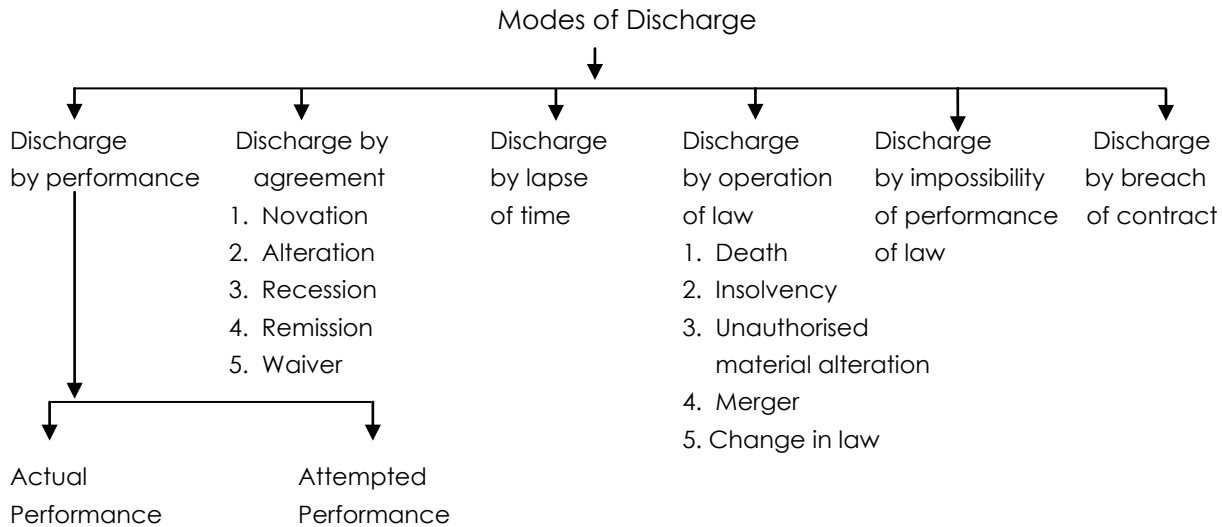 Modes of Discharge
Discharge
by performance
Discharge by
agreement
1. Novation
2. Alteration
3. Recession
4. Remission
5. Waiver
Discharge
by lapse
of time
Discharge
by operation
of law
1. Death
2. Insolvency
3. Unauthorised
material alteration
4. Merger
5. Change in law
Discharge
by impossibility
of performance
of law
Discharge
by breach
of contract
Actual
Performance
Attempted
Performance